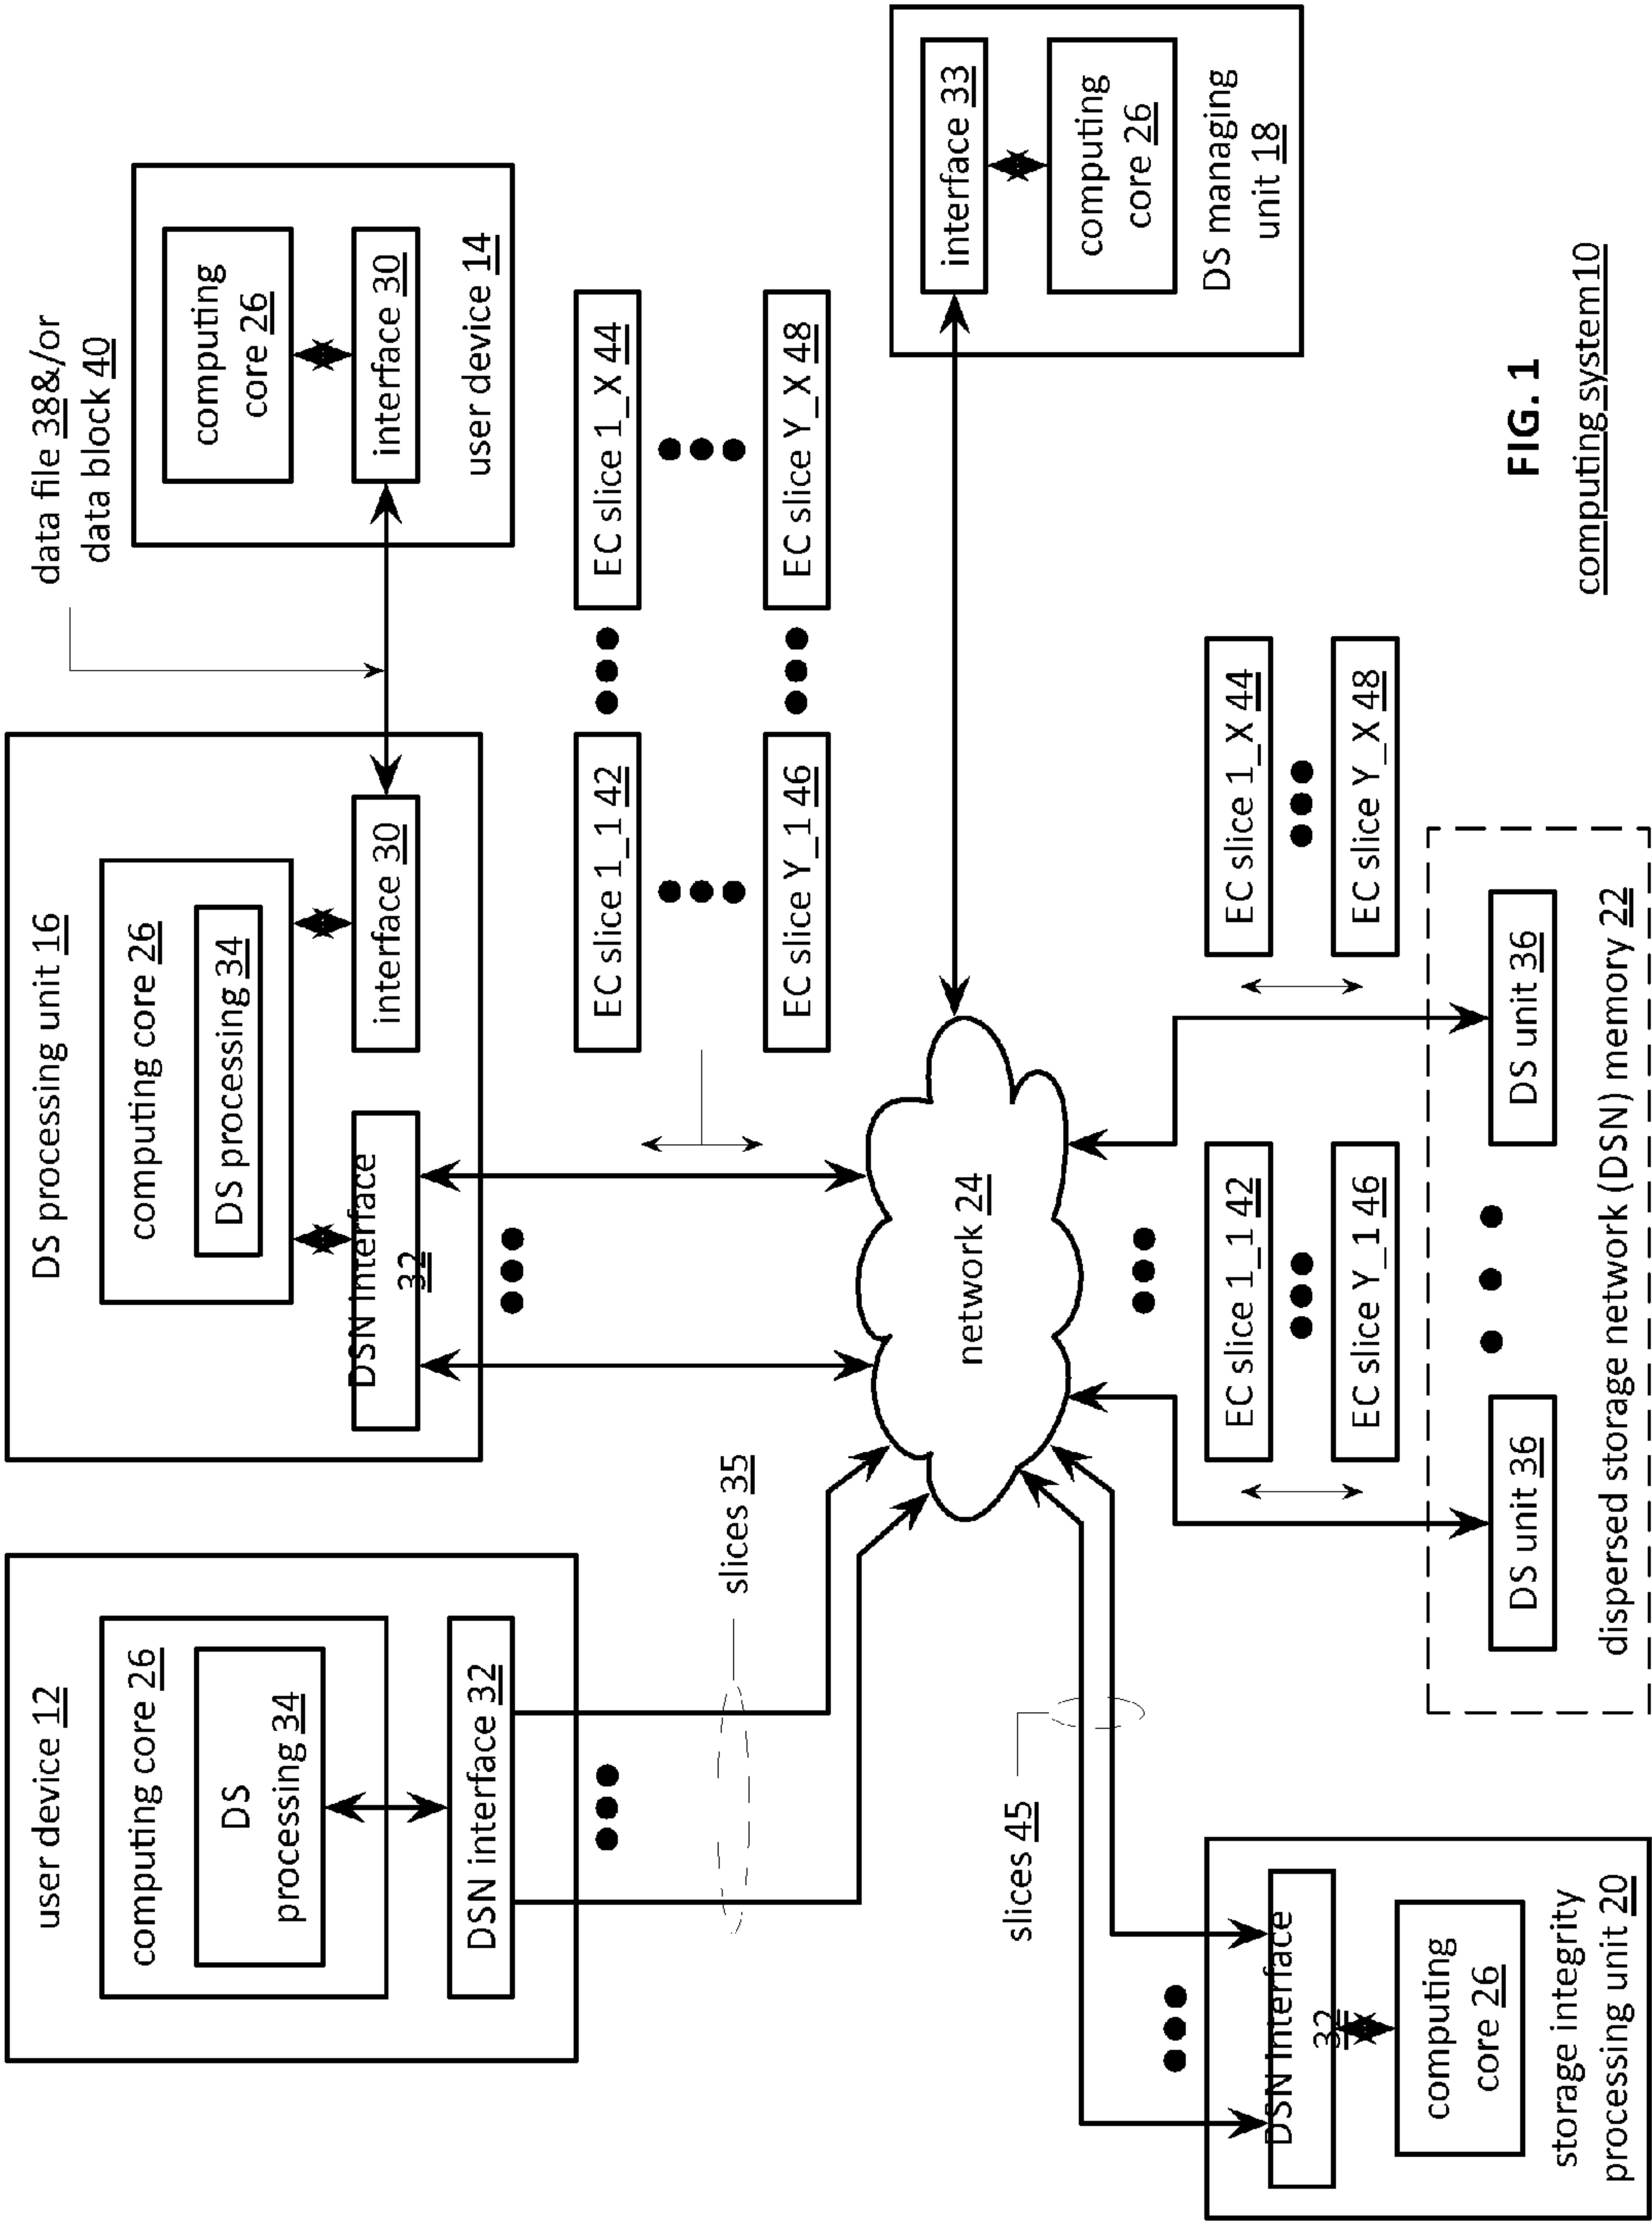 user device 12
computing core 26
DS
processing 34
DSN interface 32
slices 35
DS processing unit 16
computing core 26
DS processing 34
DSN interface
32
interface 30
data file 38&/or
data block 40
computing
core 26
interface 30
user device 14
EC slice 1_1 42
EC slice 1_X 44
EC slice Y_1 46
EC slice Y_X 48
network 24
interface 33
computing
core 26
DS managing
unit 18
slices 45
DSN interface
32
computing
core 26
storage integrity
processing unit 20
EC slice 1_1 42
EC slice Y_1 46
EC slice 1_X 44
EC slice Y_X 48
DS unit 36
DS unit 36
dispersed storage network (DSN) memory 22
FIG. 1
computing system10